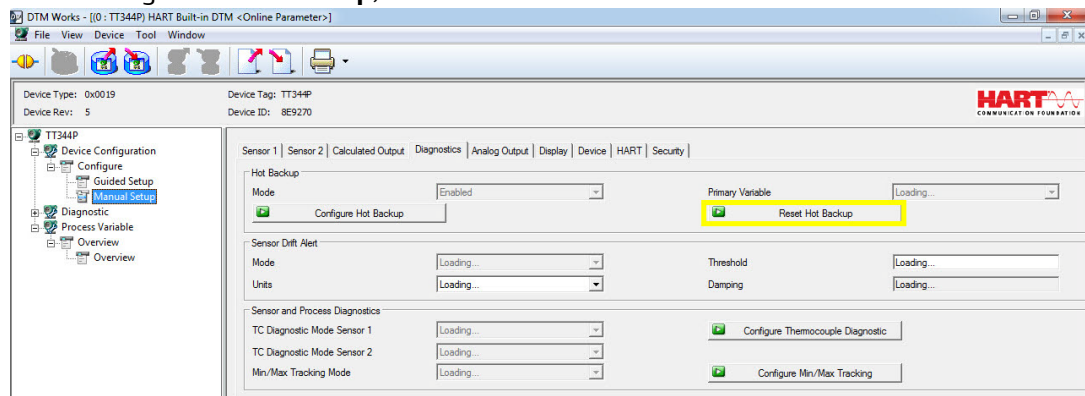 p,
DTM Works - [(0 : TT344P) HART Built-in DTM <Online Parameter>]
File View Device Tool Window
Device Type: 0x0019 Device Tag: TT344P
Device Rev: 5 Device ID: 8E9270
HART
COMMUNICATION FOUNDATION
TT344P
Device Configuration
Configure
Guided Setup
Manual Setup
Diagnostic
Process Variable
Overview
Overview
Sensor 1 | Sensor 2 | Calculated Output | Diagnostics | Analog Output | Display | Device | HART | Security |
Hot Backup
Mode Enabled Primary Variable Loading...
Configure Hot Backup Reset Hot Backup
Sensor Drift Alert
Mode Loading... Threshold Loading...
Units Loading... Damping Loading...
Sensor and Process Diagnostics
TC Diagnostic Mode Sensor 1 Loading... Configure Thermocouple Diagnostic
TC Diagnostic Mode Sensor 2 Loading...
Min/Max Tracking Mode Loading... Configure Min/Max Tracking